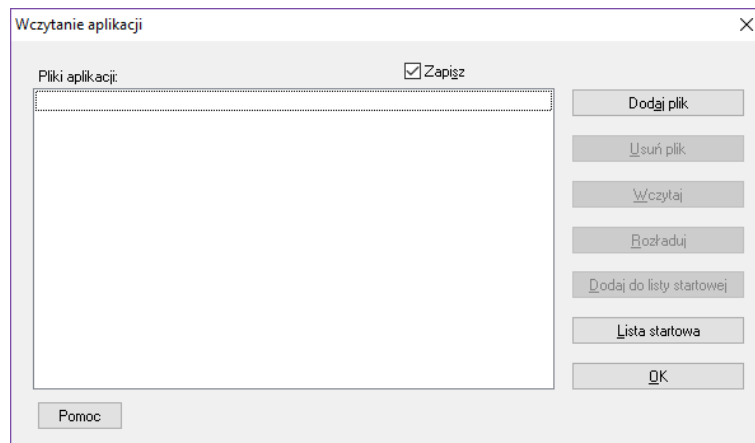 Wczytanie aplikacji
Pliki aplikacji:
Zapisz
Dodaj plik
Usuń plik
Wczytaj
Rozładuj
Dodaj do listy startowej
Lista startowa
OK
Pomoc